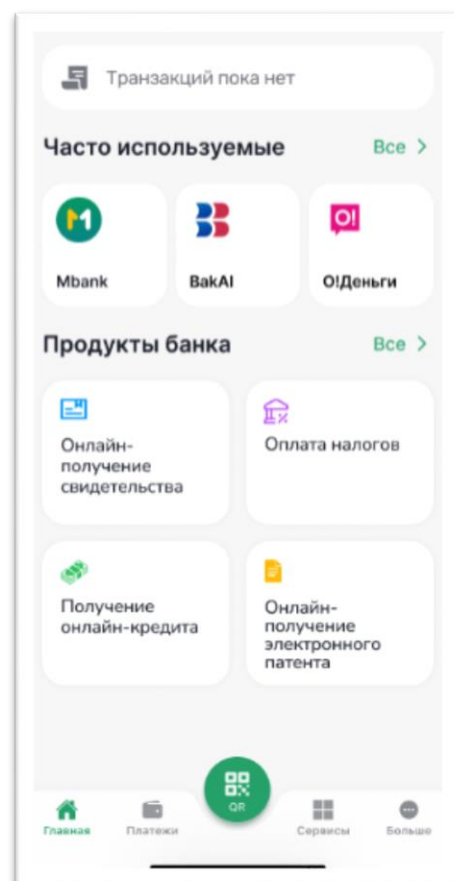 Транзакций пока нет
Часто используемые
Все >
Mbank
BakAI
О!
О!Деньги
Продукты банка
Все >
Онлайн-
получение
свидетельства
Оплата налогов
Получение
онлайн-кредита
Онлайн-
получение
электронного
патента
QR
Главная
Платежи
Сервисы
Больше